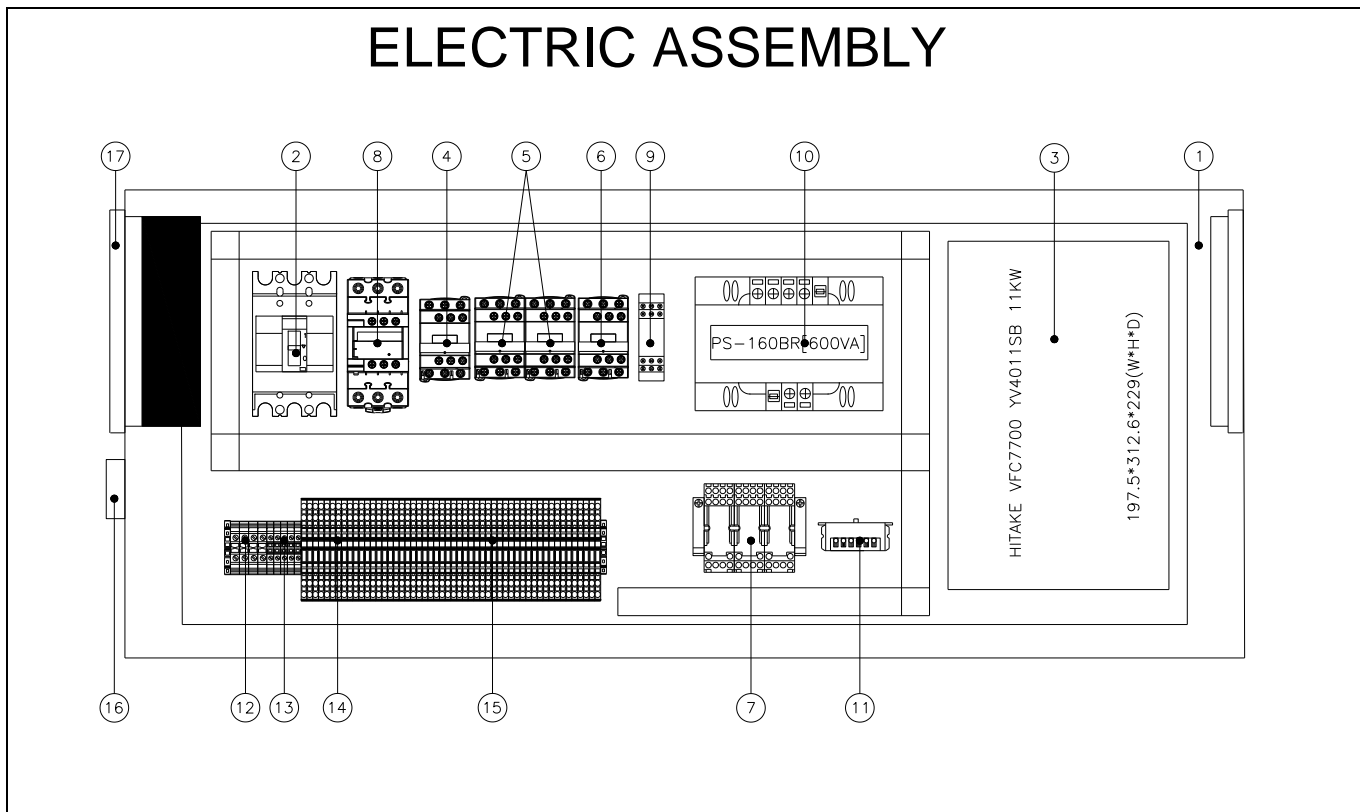 ELECTRIC ASSEMBLY
17 2 8 4 5 6 9 10 3 1
PS-160BR[600VA]
HITAKE VFC7700 YV4011SB 11KW
197.5*312.6*229(W*H*D)
16 12 13 14 15 7 11